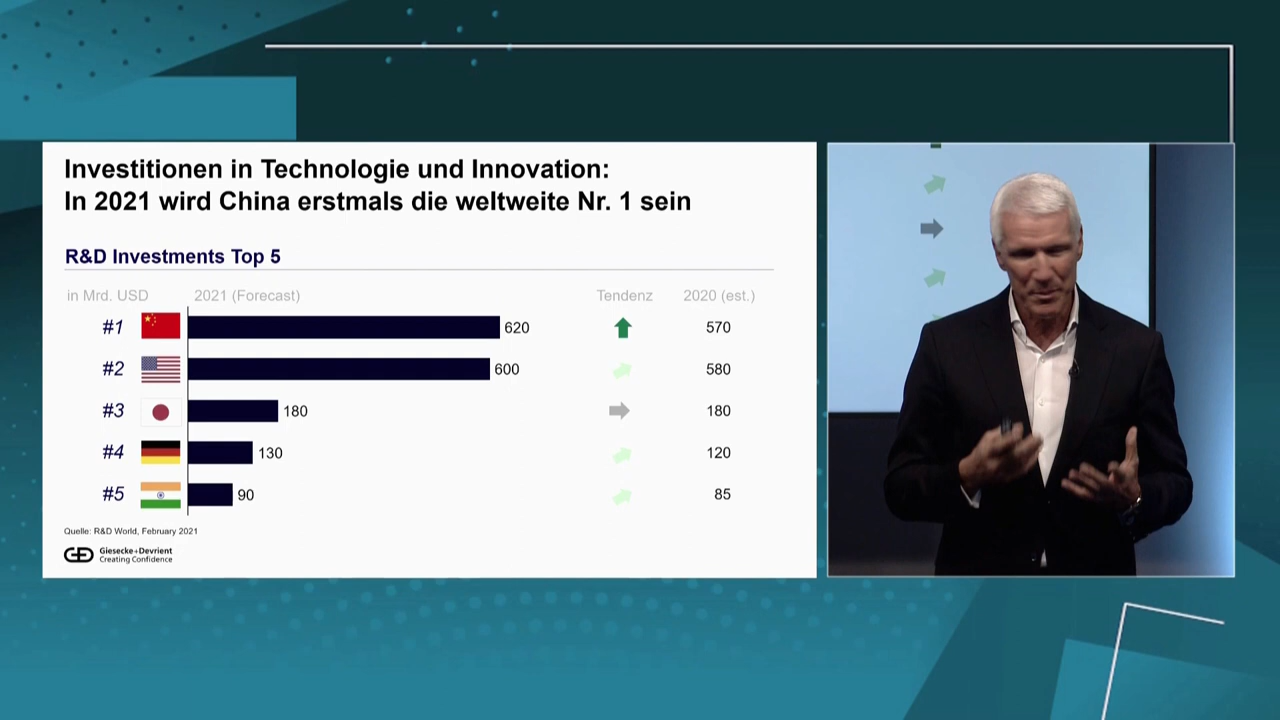 Investitionen in Technologie und Innovation:
In 2021 wird China erstmals die weltweite Nr. 1 sein
R&D Investments Top 5
in Mrd. USD 2021 (Forecast) Tendenz 2020 (est.)
#1 620 570
#2 600 580
#3 180 180
#4 130 120
#5 90 85
Quelle: R&D World, February 2021
Giesecke+Devrient
Creating Confidence